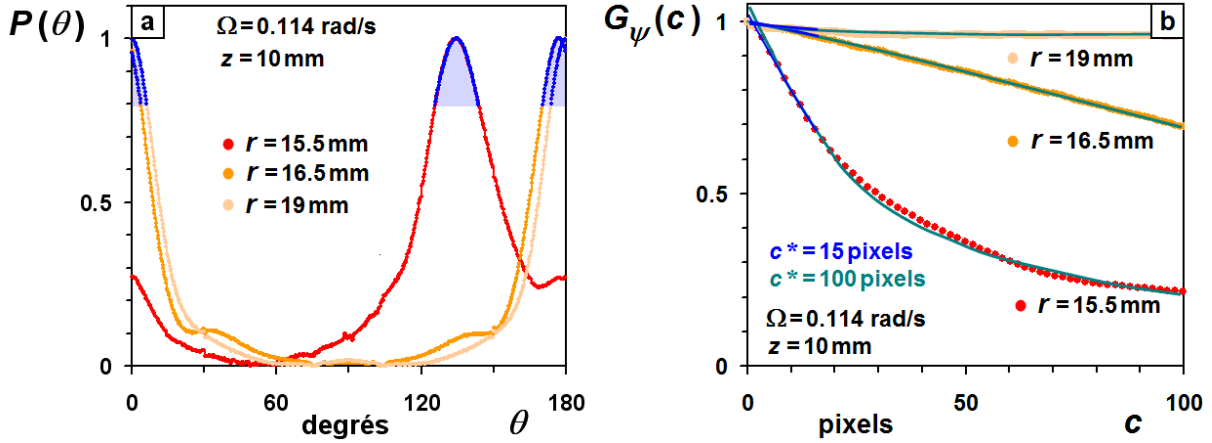 P(θ)
a
Ω = 0.114 rad/s
z = 10 mm
r = 15.5 mm
r = 16.5 mm
r = 19 mm
1
0.5
0
0
60
120
180
degrés
θ
G_ψ(c)
b
r = 19 mm
r = 16.5 mm
c* = 15 pixels
c* = 100 pixels
r = 15.5 mm
Ω = 0.114 rad/s
z = 10 mm
1
0.5
0
0
50
100
pixels
c